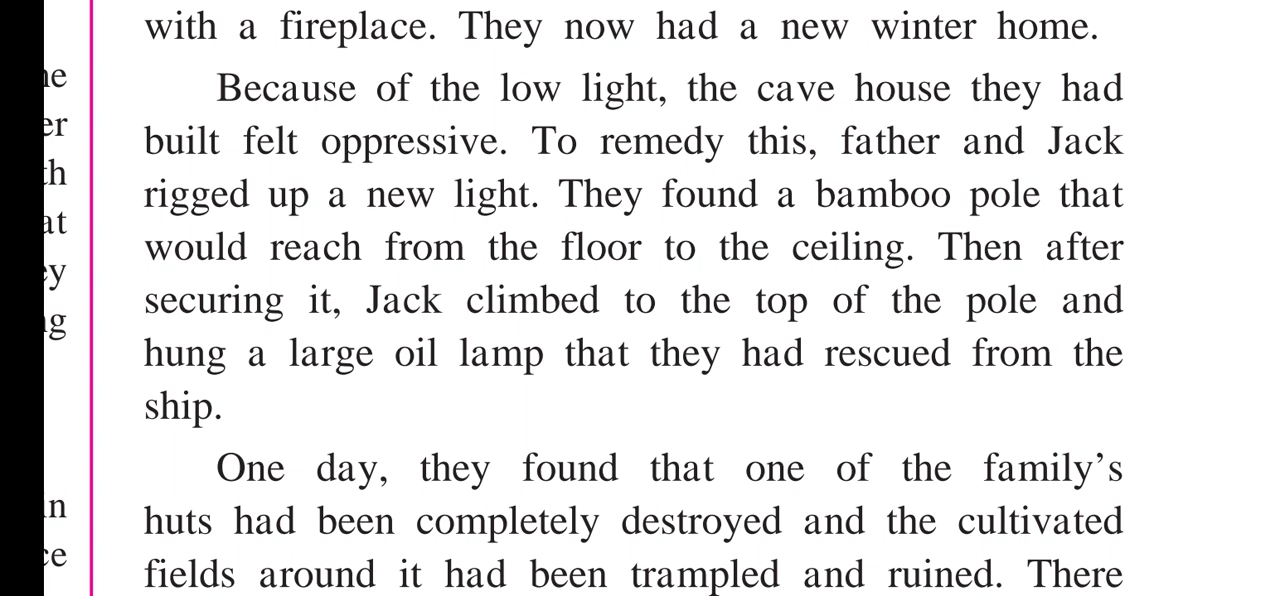 with a fireplace. They now had a new winter home.
Because of the low light, the cave house they had
built felt oppressive. To remedy this, father and Jack
rigged up a new light. They found a bamboo pole that
would reach from the floor to the ceiling. Then after
securing it, Jack climbed to the top of the pole and
hung a large oil lamp that they had rescued from the
ship.
One day, they found that one of the family’s
huts had been completely destroyed and the cultivated
fields around it had been trampled and ruined. There